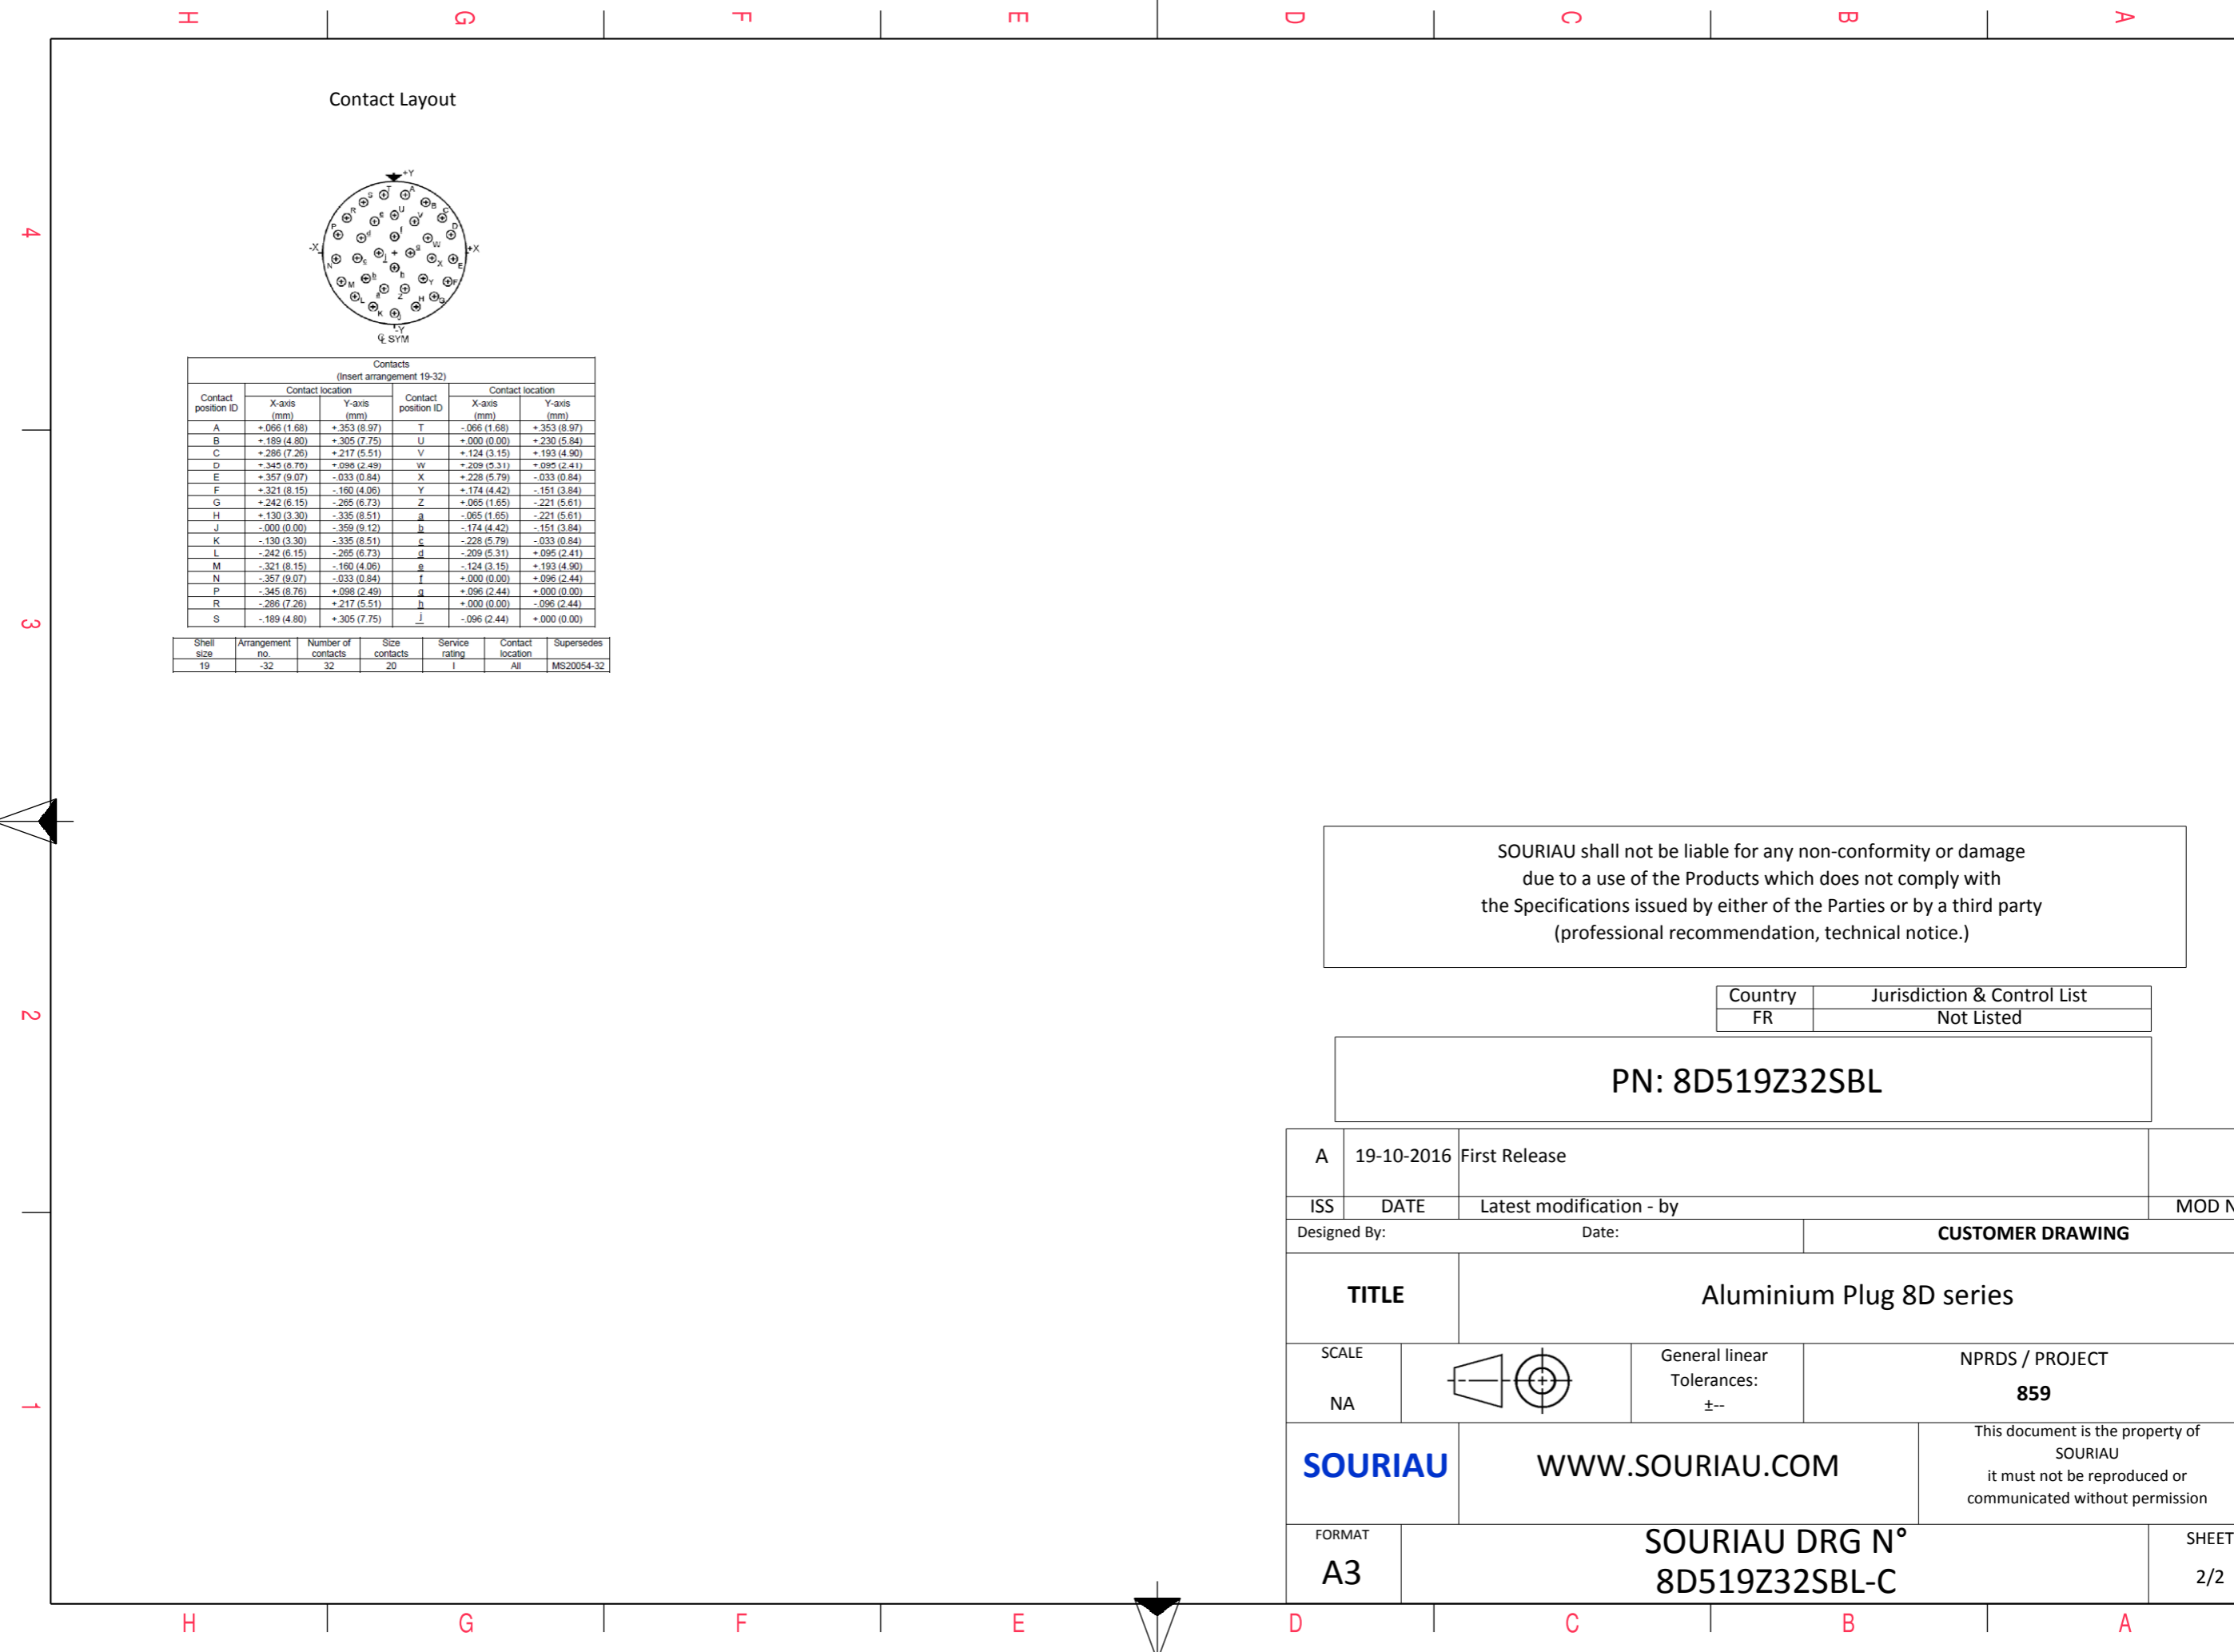 H G F E D C B A
Contact Layout
+Y
T A
S B
R e U V C
P d f D
-X W +X
j g
N c X E
M b h Y F
L a Z H G
K J
-Y
℄ SYM
4
3
2
1
Contacts
(Insert arrangement 19-32)
Contact position ID Contact location Contact position ID Contact location
X-axis (mm) Y-axis (mm) X-axis (mm) Y-axis (mm)
A +.066 (1.68) +.353 (8.97) T -.066 (1.68) +.353 (8.97)
B +.189 (4.80) +.305 (7.75) U +.000 (0.00) +.230 (5.84)
C +.286 (7.26) +.217 (5.51) V +.124 (3.15) +.193 (4.90)
D +.345 (8.76) +.098 (2.49) W +.209 (5.31) +.095 (2.41)
E +.357 (9.07) -.033 (0.84) X +.228 (5.79) -.033 (0.84)
F +.321 (8.15) -.160 (4.06) Y +.174 (4.42) -.151 (3.84)
G +.242 (6.15) -.265 (6.73) Z +.065 (1.65) -.221 (5.61)
H +.130 (3.30) -.335 (8.51) a -.065 (1.65) -.221 (5.61)
J -.000 (0.00) -.359 (9.12) b -.174 (4.42) -.151 (3.84)
K -.130 (3.30) -.335 (8.51) c -.228 (5.79) -.033 (0.84)
L -.242 (6.15) -.265 (6.73) d -.209 (5.31) +.095 (2.41)
M -.321 (8.15) -.160 (4.06) e -.124 (3.15) +.193 (4.90)
N -.357 (9.07) -.033 (0.84) f +.000 (0.00) +.096 (2.44)
P -.345 (8.76) +.098 (2.49) g +.096 (2.44) +.000 (0.00)
R -.286 (7.26) +.217 (5.51) h +.000 (0.00) -.096 (2.44)
S -.189 (4.80) +.305 (7.75) j -.096 (2.44) +.000 (0.00)
Shell size Arrangement no. Number of contacts Size contacts Service rating Contact location Supersedes
19 -32 32 20 I All MS20054-32
SOURIAU shall not be liable for any non-conformity or damage
due to a use of the Products which does not comply with
the Specifications issued by either of the Parties or by a third party
(professional recommendation, technical notice.)
Country Jurisdiction & Control List
FR Not Listed
PN: 8D519Z32SBL
A 19-10-2016 First Release
ISS DATE Latest modification - by MOD N
Designed By: Date: CUSTOMER DRAWING
TITLE Aluminium Plug 8D series
SCALE
NA
General linear
Tolerances:
±--
NPRDS / PROJECT
859
SOURIAU WWW.SOURIAU.COM
This document is the property of
SOURIAU
it must not be reproduced or
communicated without permission
FORMAT
A3
SOURIAU DRG N°
8D519Z32SBL-C
SHEET
2/2
H G F E D C B A